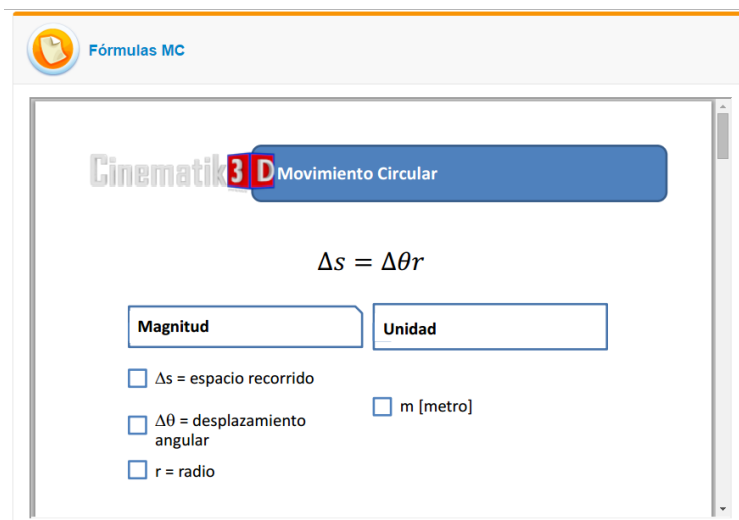 Fórmulas MC
Cinematik3D Movimiento Circular
Δs = Δθr
Magnitud
Unidad
Δs = espacio recorrido
m [metro]
Δθ = desplazamiento
angular
r = radio